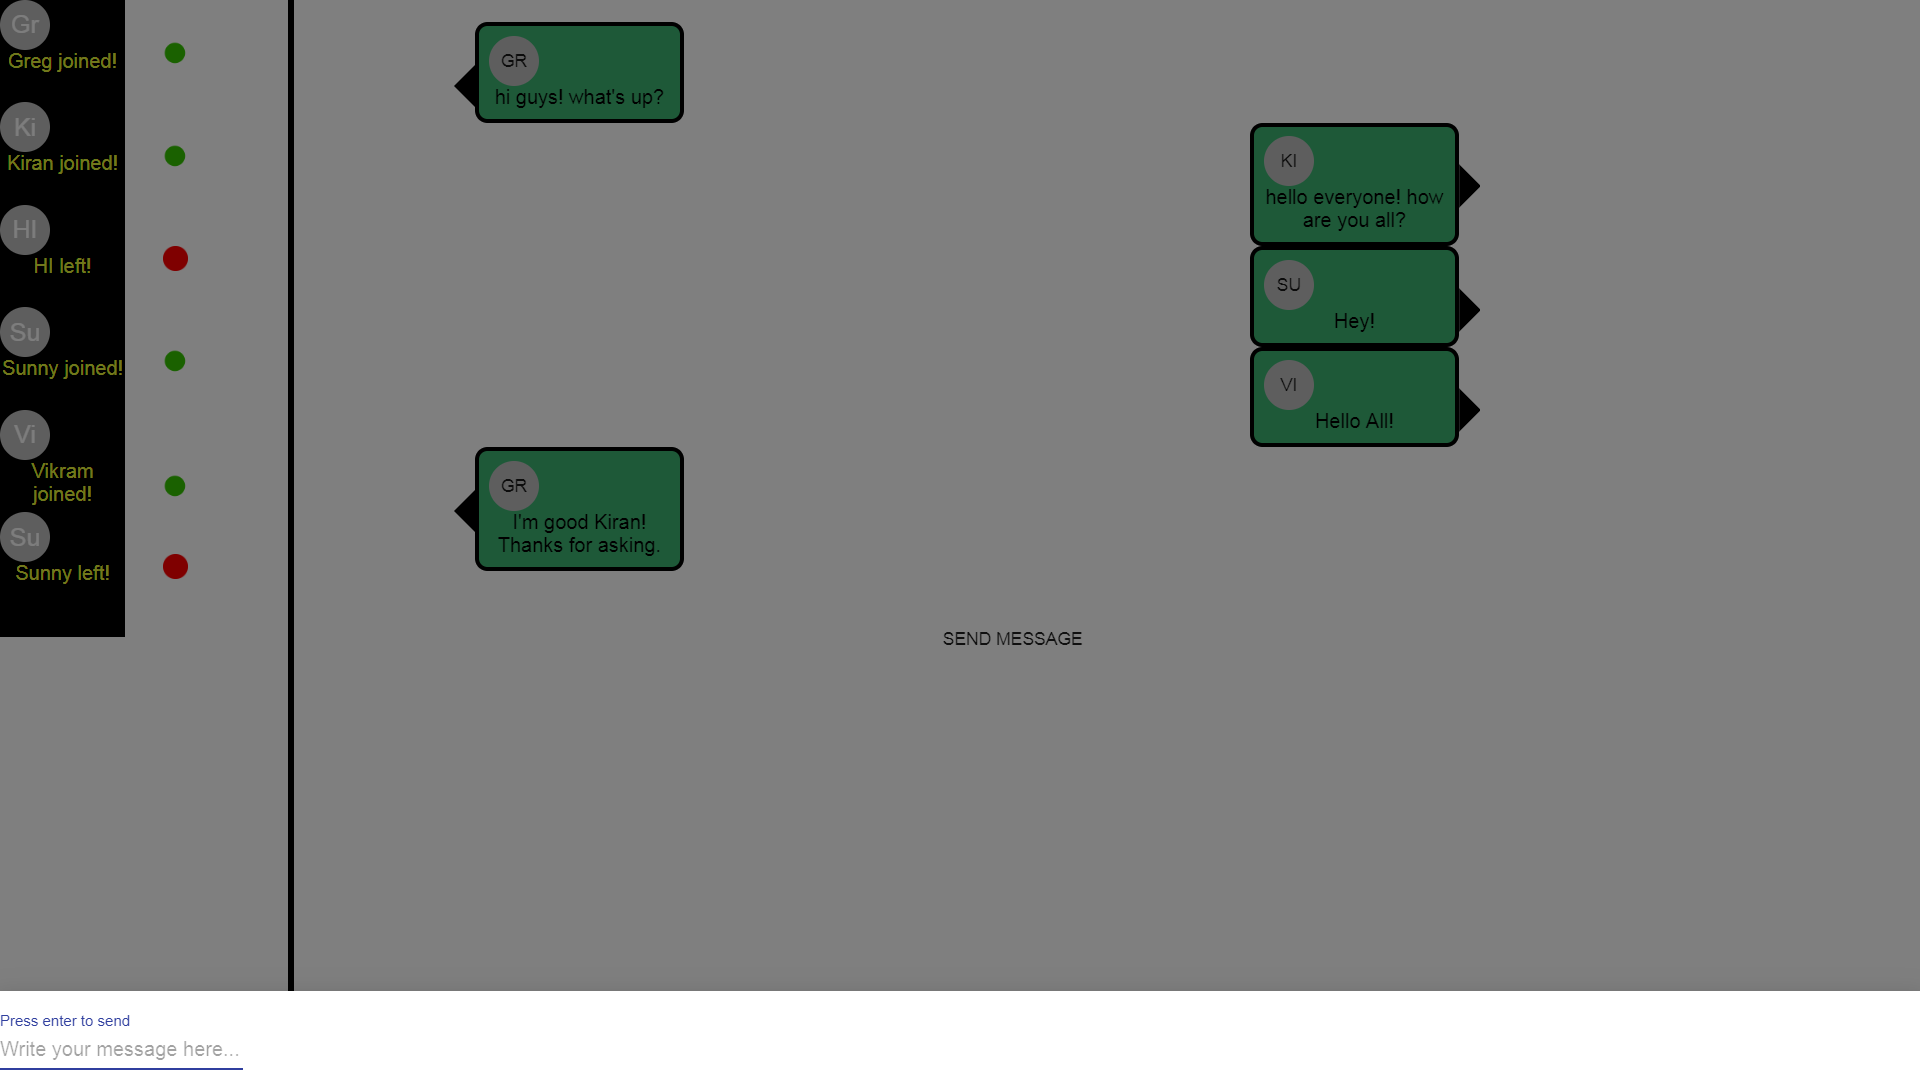 Gr
Greg joined!
Ki
Kiran joined!
HI
HI left!
Su
Sunny joined!
Vi
Vikram
joined!
Su
Sunny left!
GR
hi guys! what's up?
KI
hello everyone! how
are you all?
SU
Hey!
VI
Hello All!
GR
I'm good Kiran!
Thanks for asking.
SEND MESSAGE
Press enter to send
Write your message here...